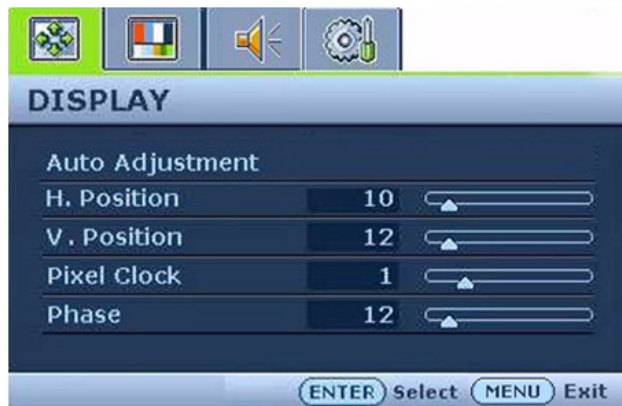 DISPLAY
Auto Adjustment
H. Position 10
V. Position 12
Pixel Clock 1
Phase 12
ENTER Select MENU Exit